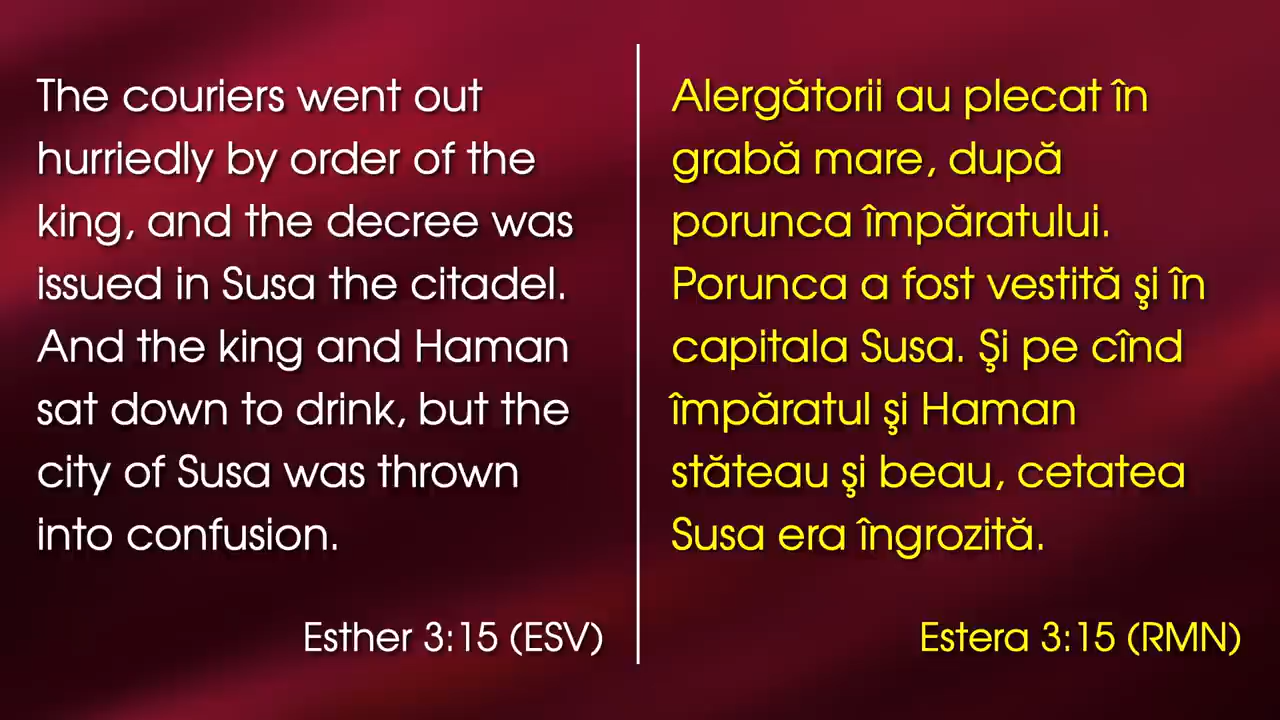 The couriers went out
hurriedly by order of the
king, and the decree was
issued in Susa the citadel.
And the king and Haman
sat down to drink, but the
city of Susa was thrown
into confusion.
Esther 3:15 (ESV)
Alergătorii au plecat în
grabă mare, după
porunca împăratului.
Porunca a fost vestită şi în
capitala Susa. Şi pe cînd
împăratul şi Haman
stăteau şi beau, cetatea
Susa era îngrozită.
Estera 3:15 (RMN)